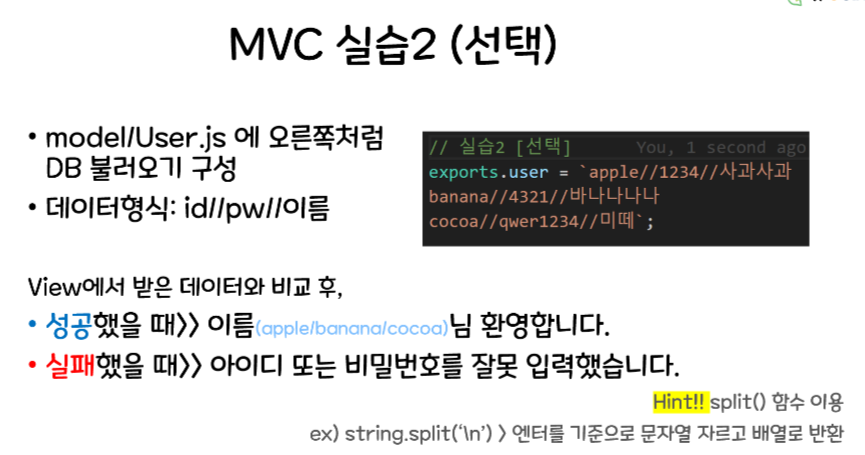 MVC 실습2 (선택)
• model/User.js 에 오른쪽처럼
DB 불러오기 구성
• 데이터형식: id//pw//이름
// 실습2 [선택] You, 1 second ago
exports.user = `apple//1234//사과사과
banana//4321//바나나나나
cocoa//qwer1234//미떼`;
View에서 받은 데이터와 비교 후,
• 성공했을 때>> 이름(apple/banana/cocoa)님 환영합니다.
• 실패했을 때>> 아이디 또는 비밀번호를 잘못 입력했습니다.
Hint!! split() 함수 이용
ex) string.split('\n') > 엔터를 기준으로 문자열 자르고 배열로 반환